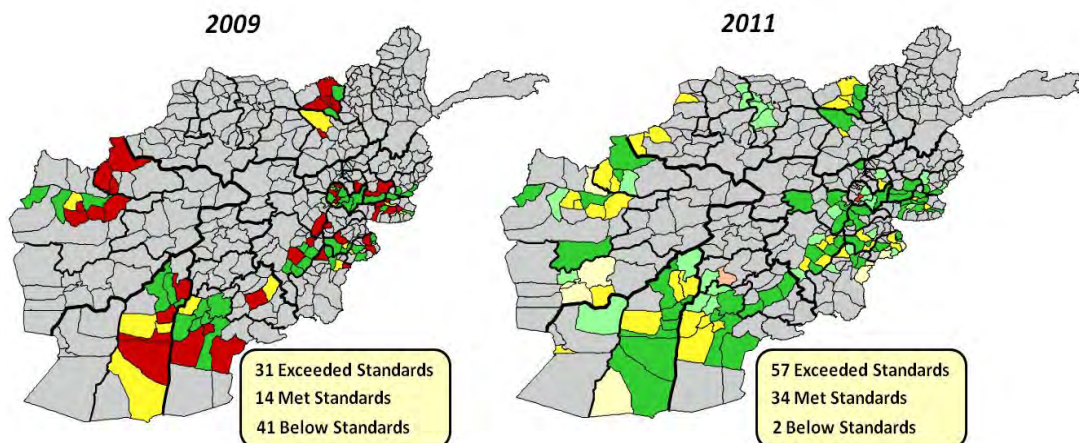 2009
2011
31 Exceeded Standards
14 Met Standards
41 Below Standards
57 Exceeded Standards
34 Met Standards
2 Below Standards